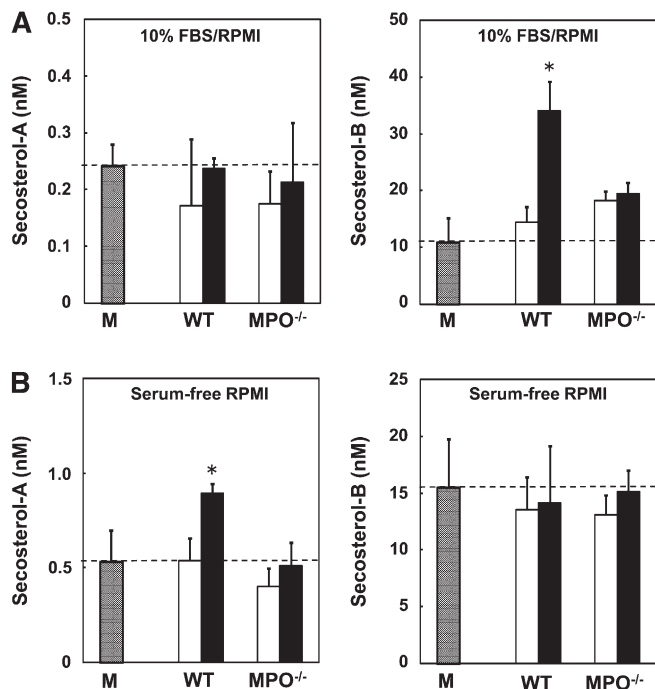 A
10% FBS/RPMI
Secosterol-A (nM)
0.5
0.4
0.3
0.2
0.1
0
M
WT
MPO-/-
10% FBS/RPMI
Secosterol-B (nM)
50
40
30
20
10
0
*
M
WT
MPO-/-
B
Serum-free RPMI
Secosterol-A (nM)
1.5
1.0
0.5
0
*
M
WT
MPO-/-
Serum-free RPMI
Secosterol-B (nM)
25
20
15
10
5
0
M
WT
MPO-/-